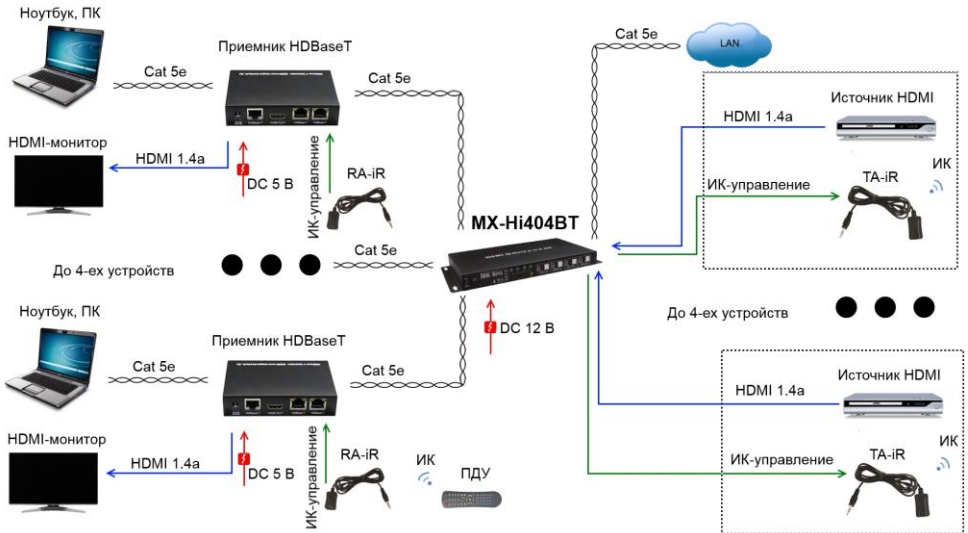 Ноутбук, ПК
Приемник HDBaseT
Cat 5e
LAN
Cat 5e
Cat 5e
Источник HDMI
HDMI 1.4a
HDMI-монитор
HDMI 1.4a
DC 5 В
ИК-управление
RA-iR
ИК-управление
TA-iR
ИК
MX-Hi404BT
Cat 5e
До 4-ех устройств
Ноутбук, ПК
DC 12 В
До 4-ех устройств
Приемник HDBaseT
Cat 5e
Cat 5e
Источник HDMI
HDMI 1.4a
HDMI-монитор
HDMI 1.4a
DC 5 В
ИК-управление
RA-iR
ИК
ПДУ
ИК-управление
TA-iR
ИК